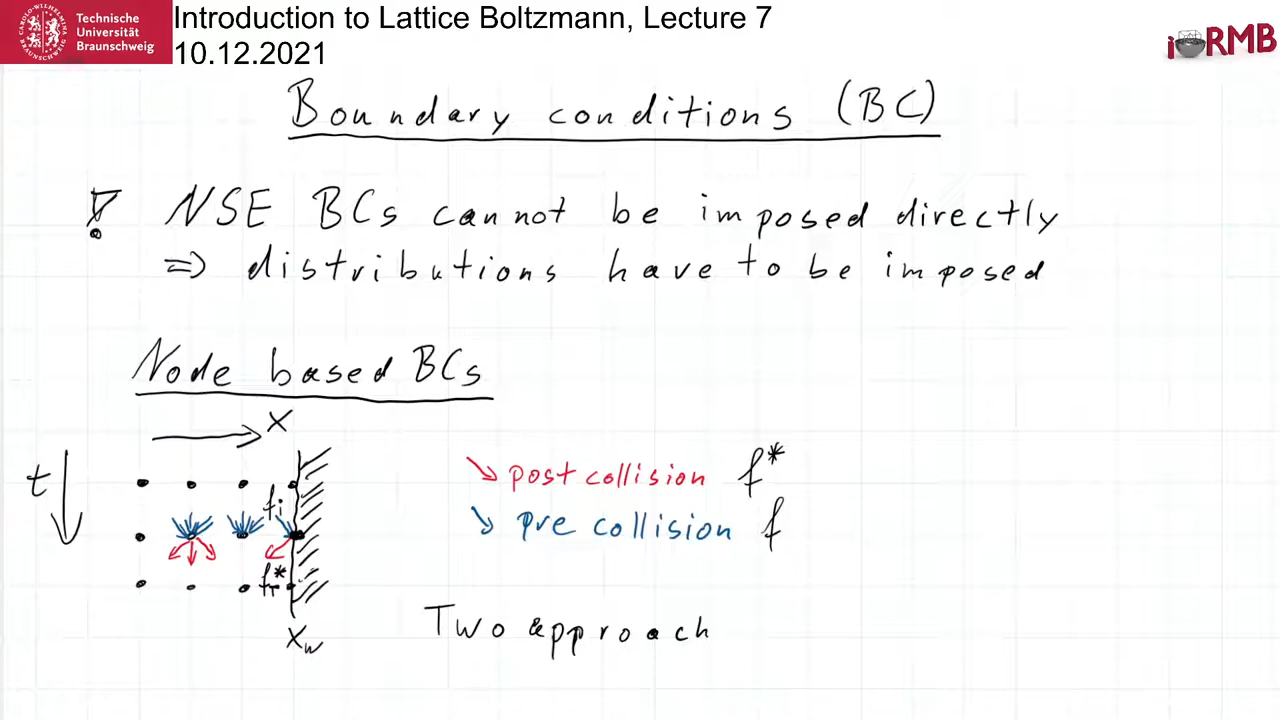 Technische
Universität
Braunschweig
Introduction to Lattice Boltzmann, Lecture 7
10.12.2021
iRMB
Boundary conditions (BC)
! NSE BCs cannot be imposed directly
=> distributions have to be imposed
Node based BCs
x
t
post collision f*
fi
pre collision f
fr*
Two approach
xw